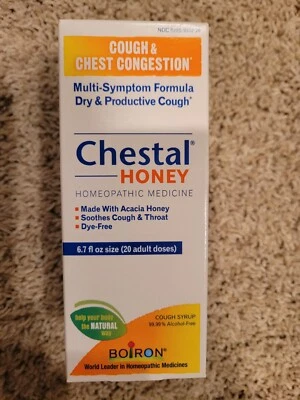 COUGH &
CHEST CONGESTION*
Multi-Symptom Formula
Dry & Productive Cough*
Chestal®
HONEY
HOMEOPATHIC MEDICINE
Made With Acacia Honey
Soothes Cough & Throat
Dye-Free
6.7 fl oz size (20 adult doses)
help your body
the NATURAL
way
COUGH SYRUP
99.99% Alcohol-Free
BOIRON®
World Leader in Homeopathic Medicines